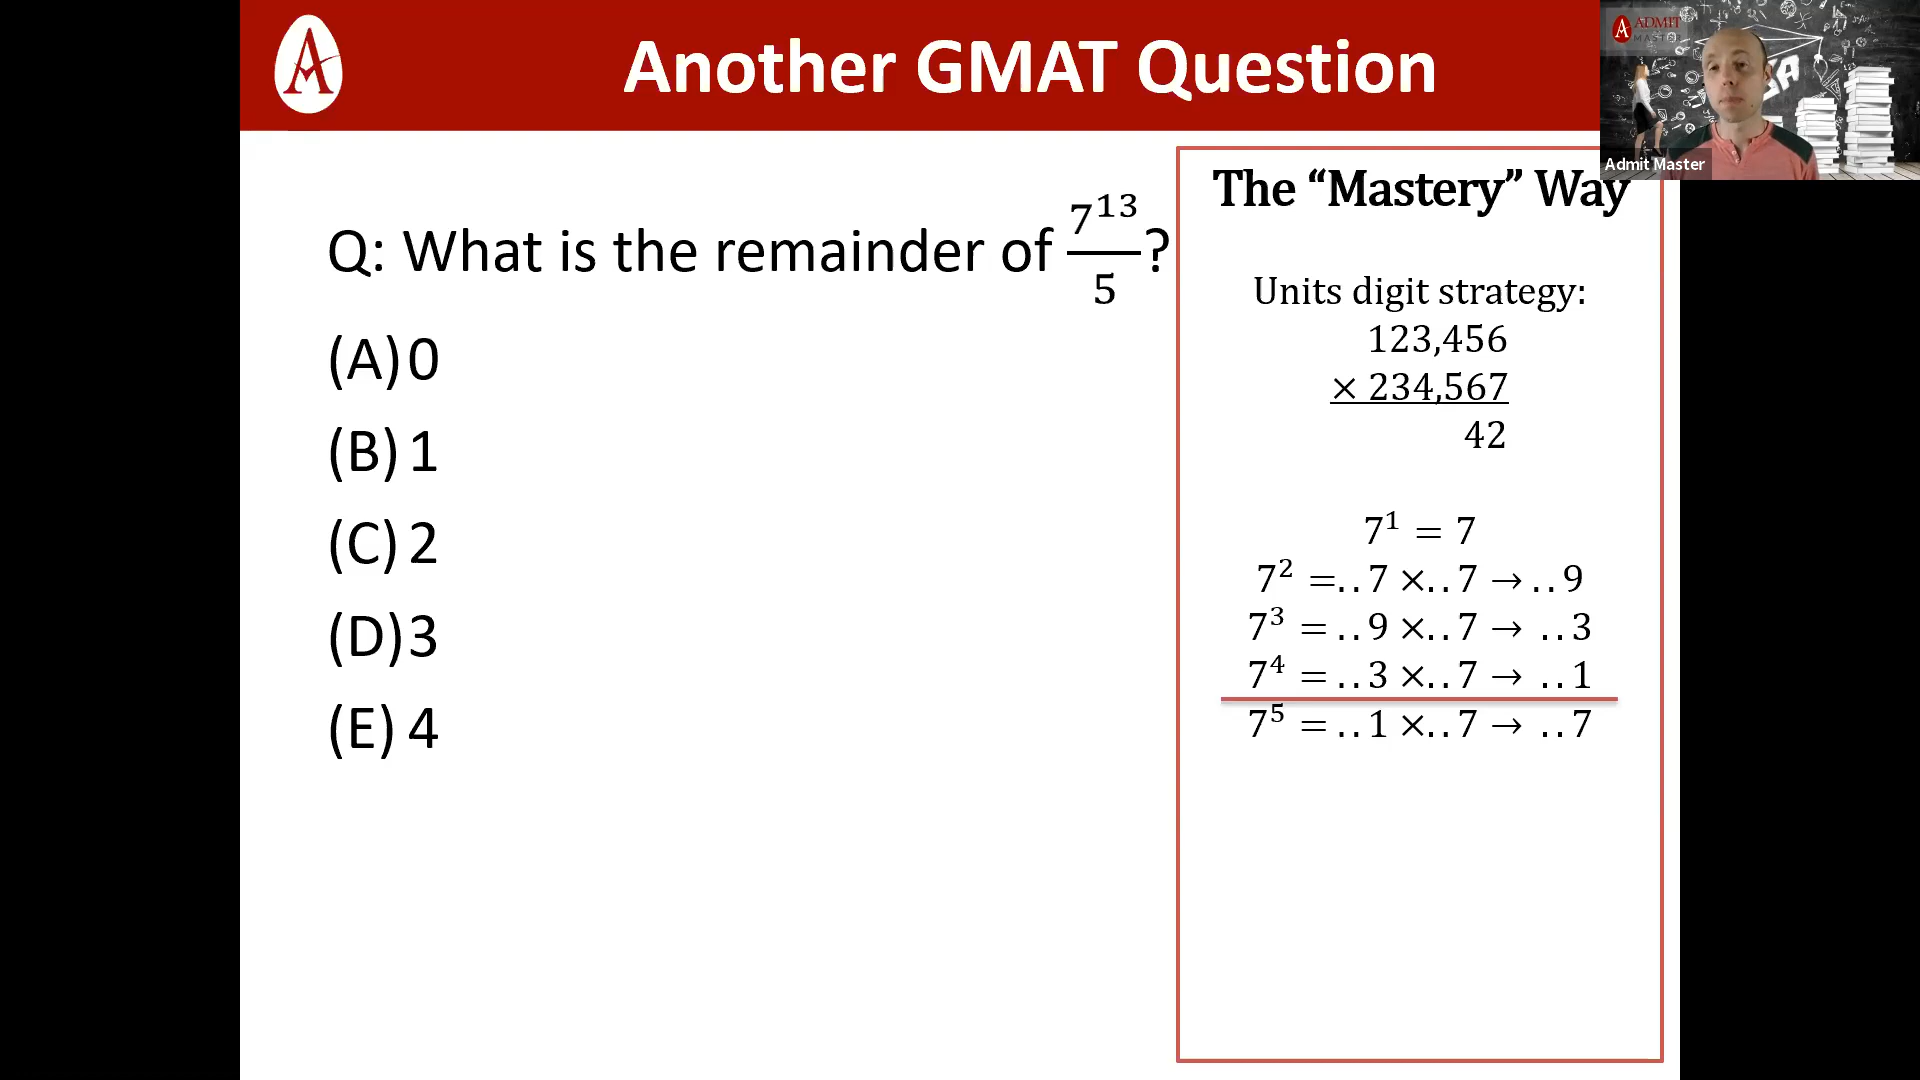 Another GMAT Question
ADMIT
MASTER
Admit Master
Q: What is the remainder of 7^13/5?
(A) 0
(B) 1
(C) 2
(D) 3
(E) 4
The “Mastery” Way
Units digit strategy:
123,456
× 234,567
42
7^1 = 7
7^2 =..7 ×..7 → ..9
7^3 = ..9 ×..7 → ..3
7^4 = ..3 ×..7 → ..1
7^5 = ..1 ×..7 → ..7